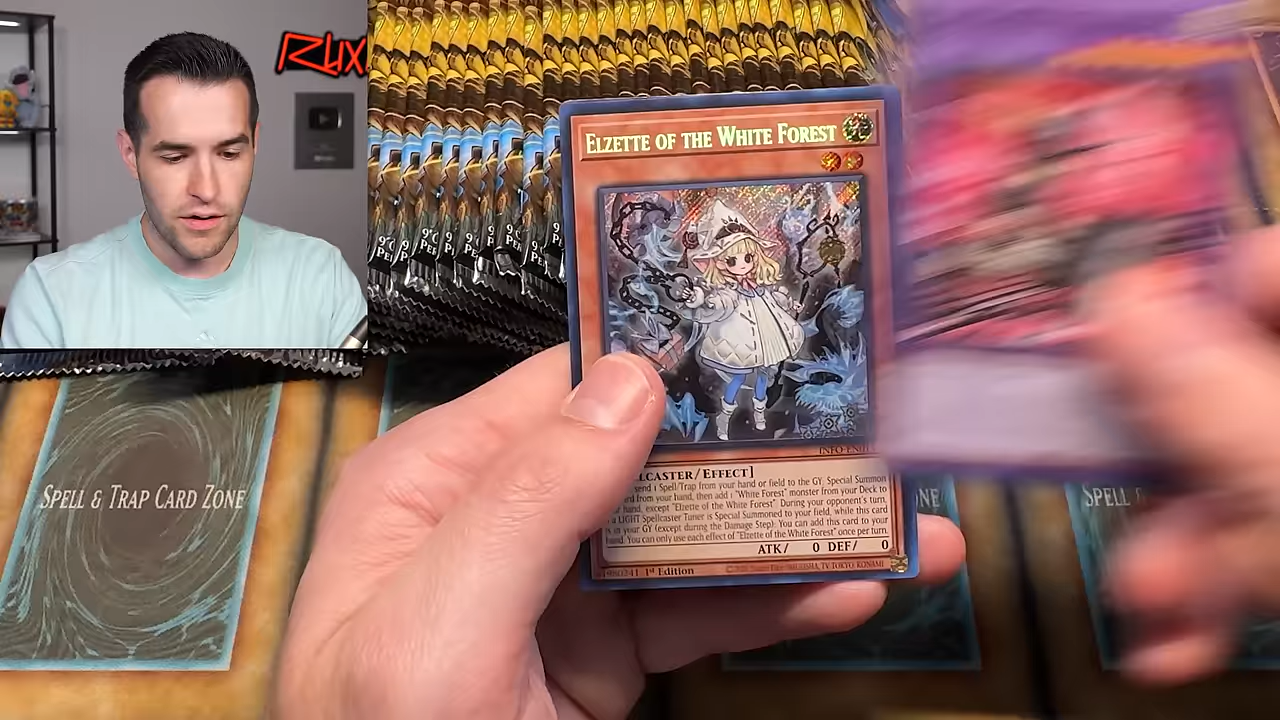 RUX
ELZETTE OF THE WHITE FOREST
LCASTER/EFFECT]
send 1 Spell/Trap from your hand or field to the GY; Special Summon
card from your hand, then add 1 "White Forest" monster from your Deck to
hand, except "Elzette of the White Forest". During your opponent's turn,
a LIGHT Spellcaster Tuner is Special Summoned to your field, while this card
is in your GY (except during the Damage Step): You can add this card to your
hand. You can only use each effect of "Elzette of the White Forest" once per turn.
ATK/ 0 DEF/ 0
1st Edition
SPELL & TRAP CARD ZONE
SPELL